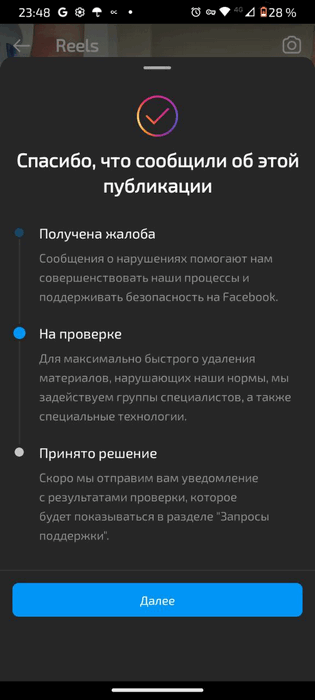 23:48
4G
28 %
Reels
Спасибо, что сообщили об этой
публикации
Получена жалоба
Сообщения о нарушениях помогают нам
совершенствовать наши процессы и
поддерживать безопасность на Facebook.
На проверке
Для максимально быстрого удаления
материалов, нарушающих наши нормы, мы
задействуем группы специалистов, а также
специальные технологии.
Принято решение
Скоро мы отправим вам уведомление
с результатами проверки, которое
будет показываться в разделе "Запросы
поддержки".
Далее